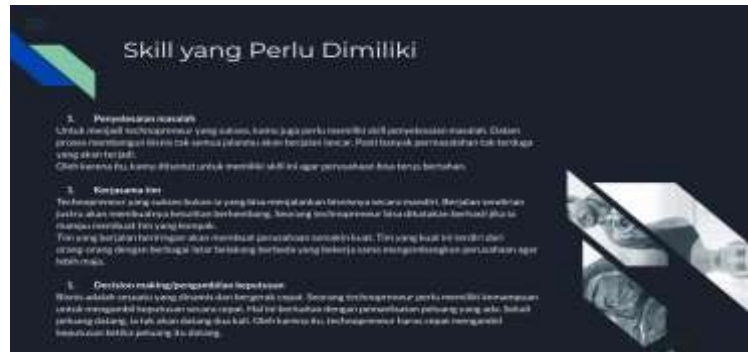 Skill yang Perlu Dimiliki
1. Penyelesaian masalah
Untuk menjadi technopreneur yang sukses, kamu juga perlu memiliki skill penyelesaian masalah. Dalam
proses membangun bisnis tak semua jalanmu akan berjalan lancar. Pasti banyak permasalahan tak terduga
yang akan terjadi.
Oleh karena itu, kamu dituntut untuk memiliki skill ini agar perusahaan bisa terus bertahan.
1. Kerjasama tim
Technopreneur yang sukses bukan ia yang bisa menjalankan bisnisnya secara mandiri. Berjalan sendirian
justru akan membuatnya kesulitan berkembang. Seorang technopreneur bisa dikatakan berhasil jika ia
mampu membuat tim yang kompak.
Tim yang berjalan beriringan akan membuat perusahaan semakin kuat. Tim yang kuat ini terdiri dari
orang-orang dengan berbagai latar belakang berbeda yang bekerja sama mengembangkan perusahaan agar
lebih maju.
1. Decision making/pengambilan keputusan
Bisnis adalah sesuatu yang dinamis dan bergerak cepat. Seorang technopreneur perlu memiliki kemampuan
untuk mengambil keputusan secara cepat. Hal ini berkaitan dengan pemanfaatan peluang yang ada. Sekali
peluang datang, ia tak akan datang dua kali. Oleh karena itu, technopreneur harus cepat mengambil
keputusan ketika peluang itu datang.